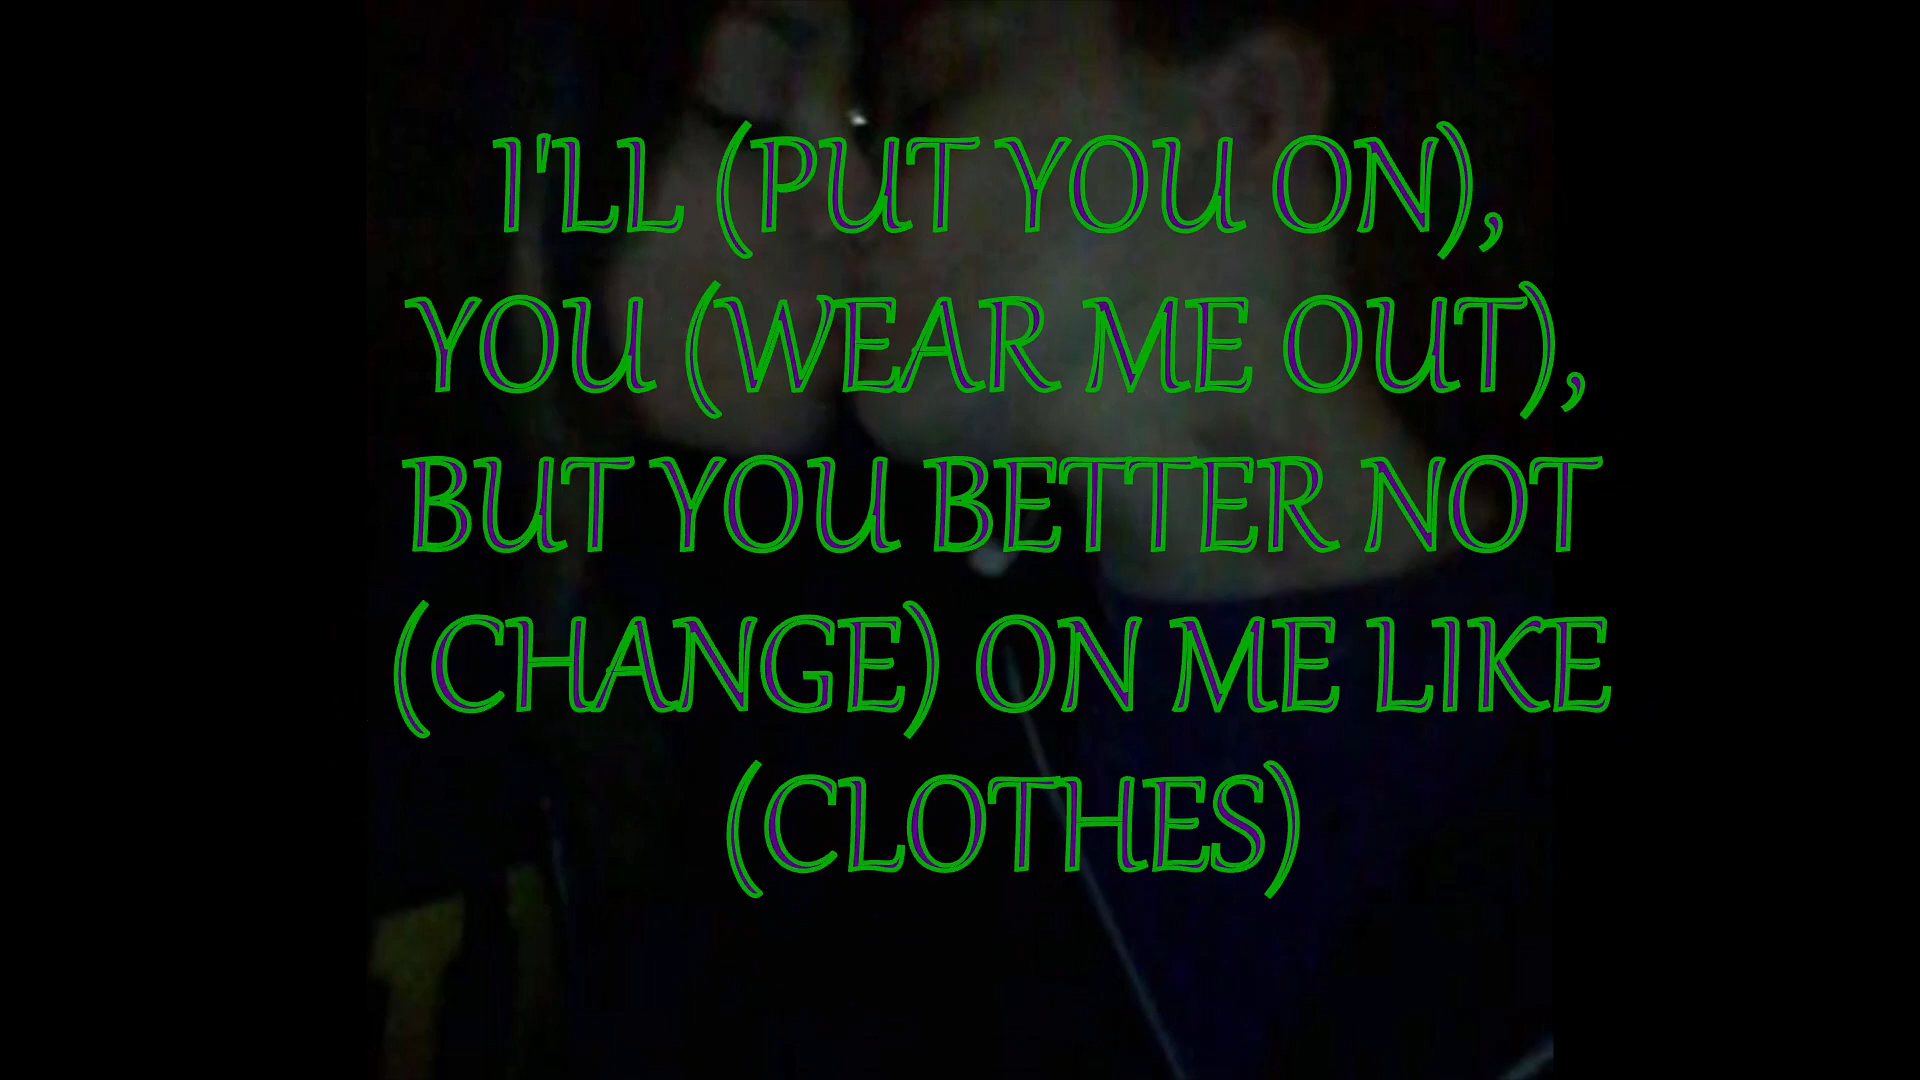 I'LL (PUT YOU ON),
YOU (WEAR ME OUT),
BUT YOU BETTER NOT
(CHANGE) ON ME LIKE
(CLOTHES)